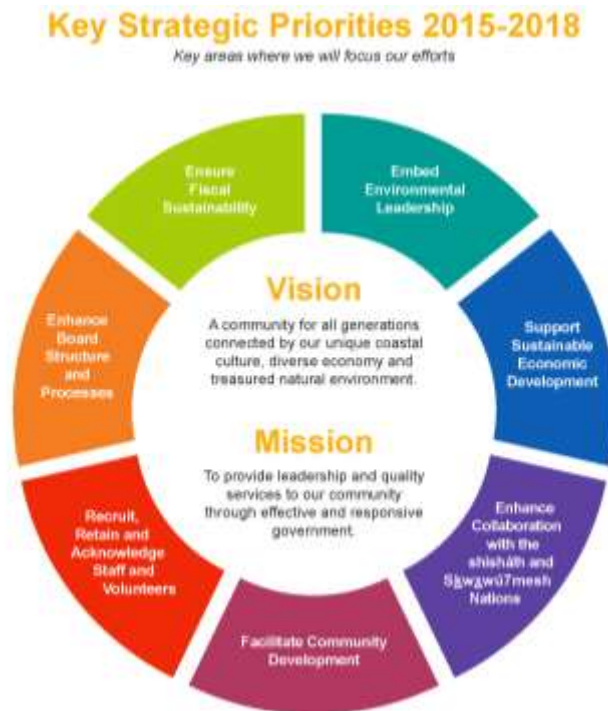 Key Strategic Priorities 2015-2018
Key areas where we will focus our efforts
Ensure
Fiscal
Sustainability
Embed
Environmental
Leadership
Enhance
Board
Structure
and
Processes
Vision
A community for all generations
connected by our unique coastal
culture, diverse economy and
treasured natural environment.
Support
Sustainable
Economic
Development
Mission
To provide leadership and quality
services to our community
through effective and responsive
government.
Recruit,
Retain and
Acknowledge
Staff and
Volunteers
Enhance
Collaboration
with the
shíshálh and
Sḵwx̱wú7mesh
Nations
Facilitate Community
Development